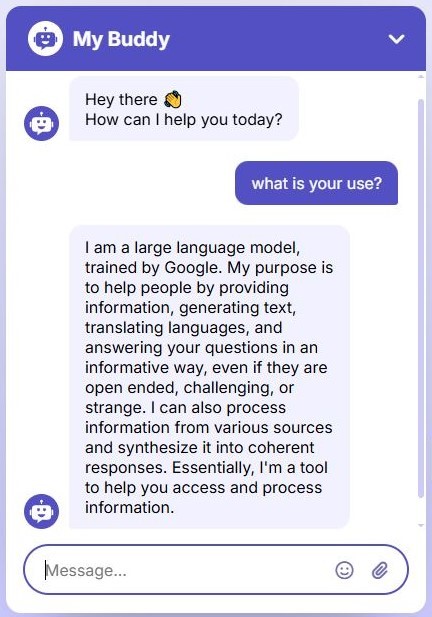 My Buddy
Hey there 👋
How can I help you today?
what is your use?
I am a large language model,
trained by Google. My purpose is
to help people by providing
information, generating text,
translating languages, and
answering your questions in an
informative way, even if they are
open ended, challenging, or
strange. I can also process
information from various sources
and synthesize it into coherent
responses. Essentially, I'm a tool
to help you access and process
information.
Message...